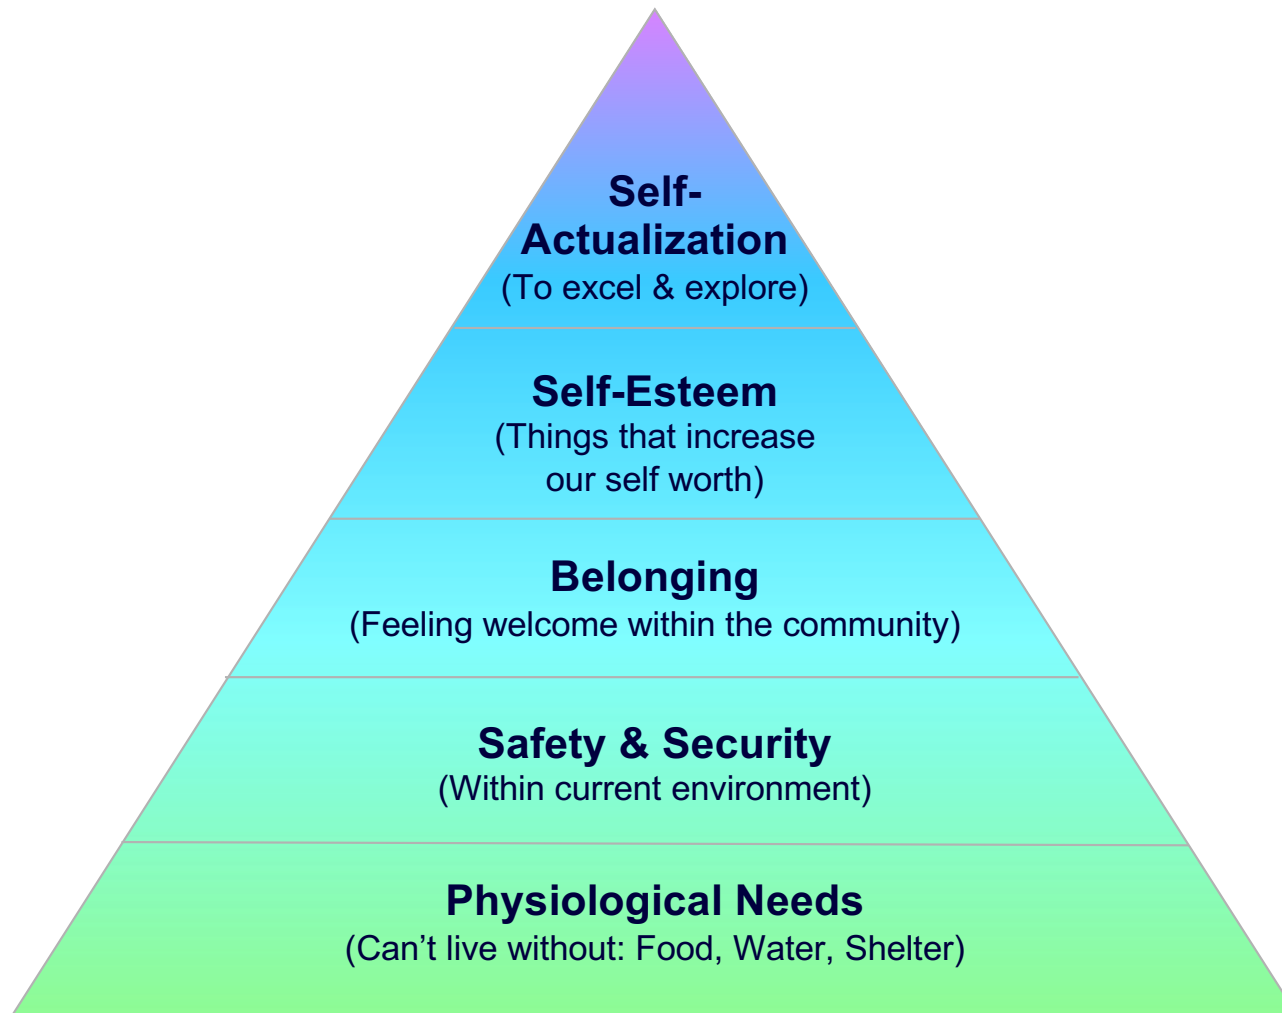 Self-
Actualization
(To excel & explore)
Self-Esteem
(Things that increase
our self worth)
Belonging
(Feeling welcome within the community)
Safety & Security
(Within current environment)
Physiological Needs
(Can’t live without: Food, Water, Shelter)